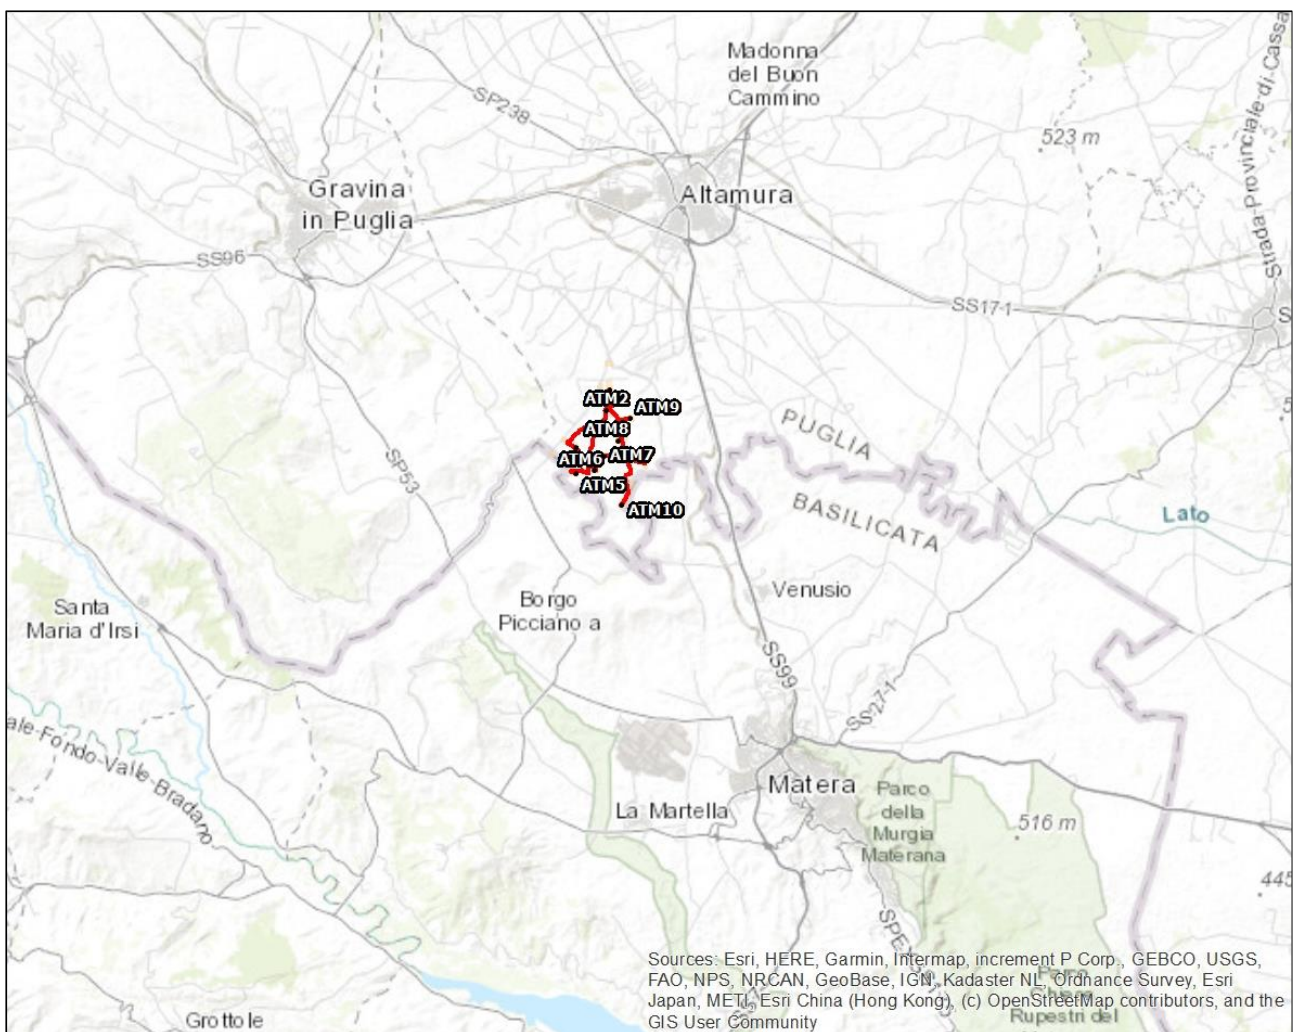 Madonna
del Buon
Cammino
SP238
523 m
Strada-Provinciale-di-Cassa
Gravina
in Puglia
Altamura
SS96
SS171
S
ATM2
ATM9
ATM8
ATM6
ATM7
ATM5
ATM10
SP53
PUGLIA
BASILICATA
Lato
Santa
Maria d'Irsi
Borgo
Picciano a
Venusio
SS99
SS271
ale-Fondo-Valle-Bradano
Matera
La Martella
Parco
della
Murgia
Materana
516 m
445
Sources: Esri, HERE, Garmin, Intermap, increment P Corp., GEBCO, USGS,
FAO, NPS, NRCAN, GeoBase, IGN, Kadaster NL, Ordnance Survey, Esri
Japan, METI, Esri China (Hong Kong), (c) OpenStreetMap contributors, and the
GIS User Community
Rupestri del
Grottole